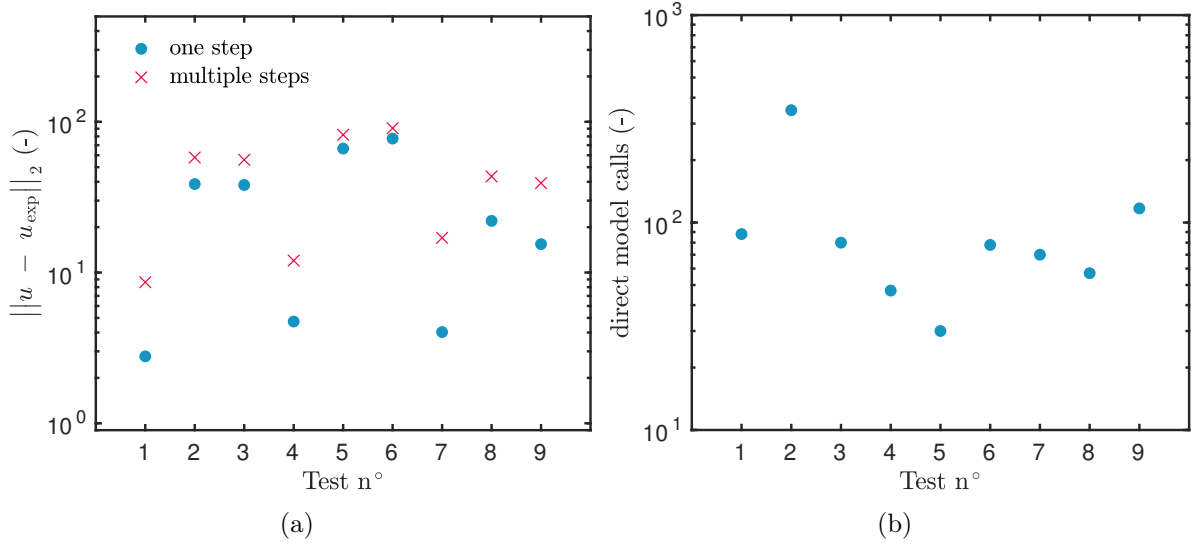 one step
multiple steps
||u − u_exp||_2 (-)
10^2
10^1
10^0
1 2 3 4 5 6 7 8 9
Test n°
(a)
direct model calls (-)
10^3
10^2
10^1
1 2 3 4 5 6 7 8 9
Test n°
(b)